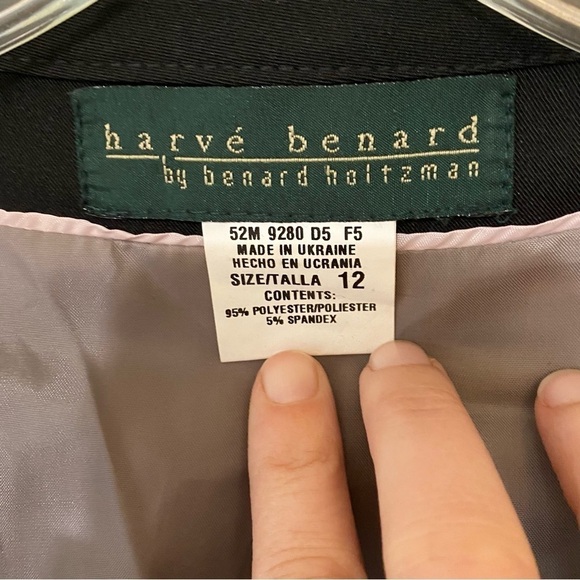 harvé benard
by benard holtzman
52M 9280 D5 F5
MADE IN UKRAINE
HECHO EN UCRANIA
SIZE/TALLA 12
CONTENTS:
95% POLYESTER/POLIESTER
5% SPANDEX